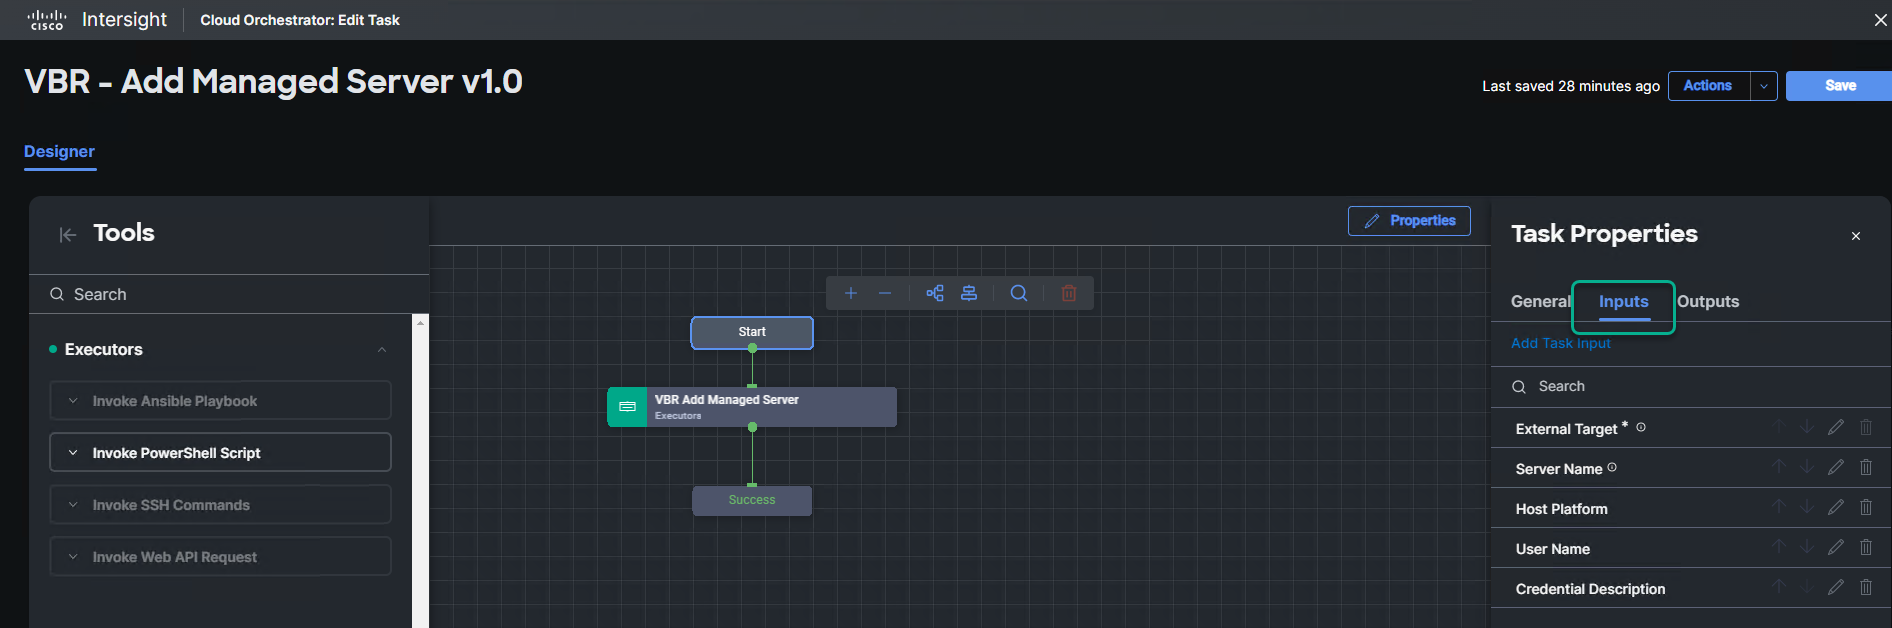 CISCO Intersight Cloud Orchestrator: Edit Task
VBR - Add Managed Server v1.0
Last saved 28 minutes ago Actions Save
Designer
Tools
Search
Executors
Invoke Ansible Playbook
Invoke PowerShell Script
Invoke SSH Commands
Invoke Web API Request
Properties
Start
VBR Add Managed Server
Executors
Success
Task Properties
General Inputs Outputs
Add Task Input
Search
External Target *
Server Name
Host Platform
User Name
Credential Description